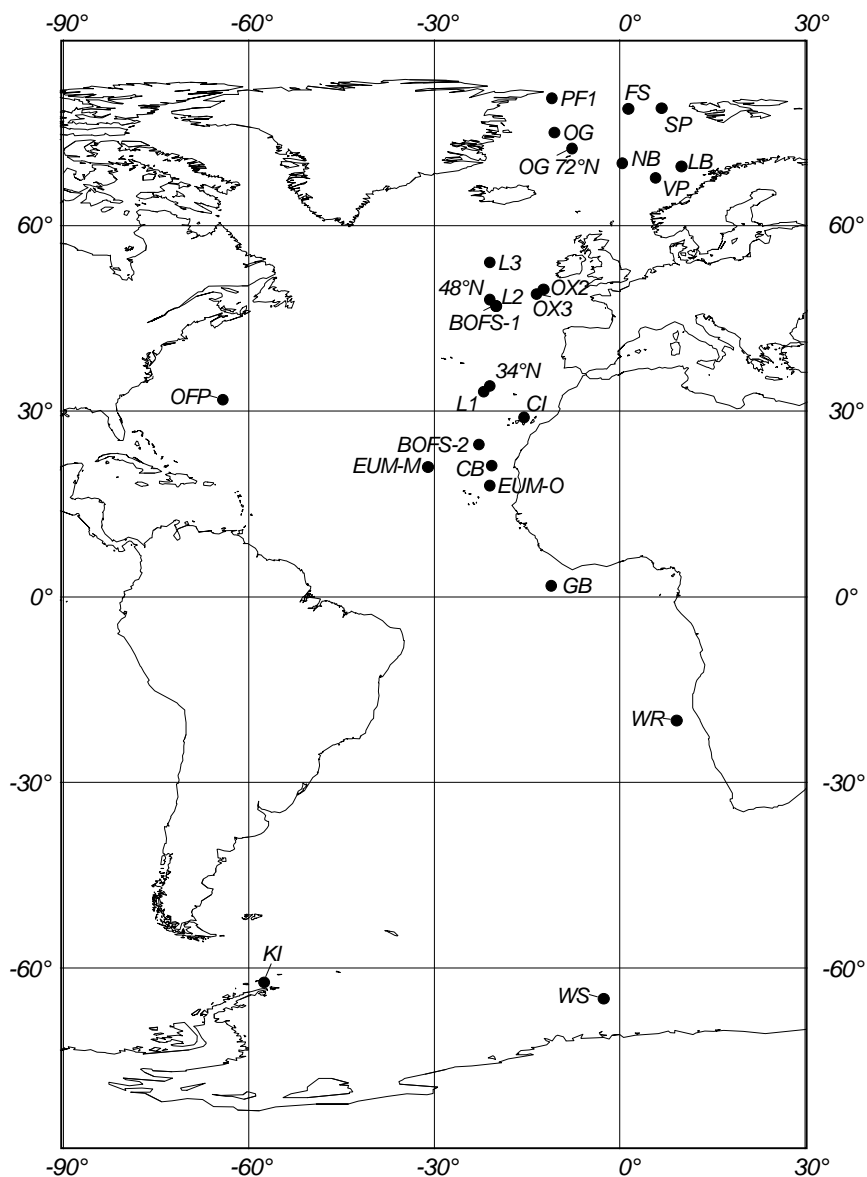 -90° -60° -30° 0° 30°
PF1
FS
SP
OG
OG 72°N
NB
LB
VP
60° 60°
L3
48°N
L2
OX2
OX3
BOFS-1
34°N
L1
CI
OFP
30° 30°
BOFS-2
EUM-M
CB
EUM-O
GB
0° 0°
WR
-30° -30°
KI
-60° -60°
WS
-90° -60° -30° 0° 30°